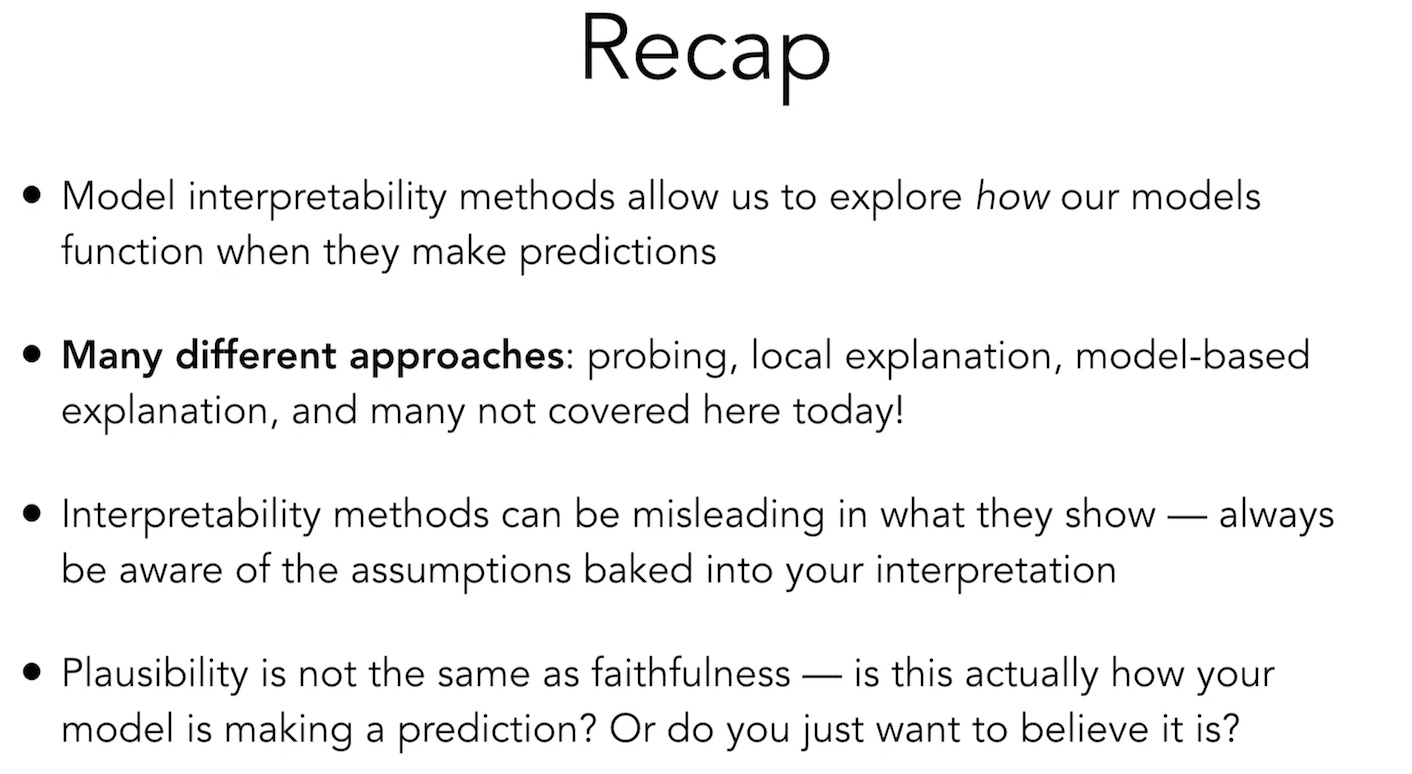 Recap
• Model interpretability methods allow us to explore how our models
function when they make predictions
• Many different approaches: probing, local explanation, model-based
explanation, and many not covered here today!
• Interpretability methods can be misleading in what they show — always
be aware of the assumptions baked into your interpretation
• Plausibility is not the same as faithfulness — is this actually how your
model is making a prediction? Or do you just want to believe it is?